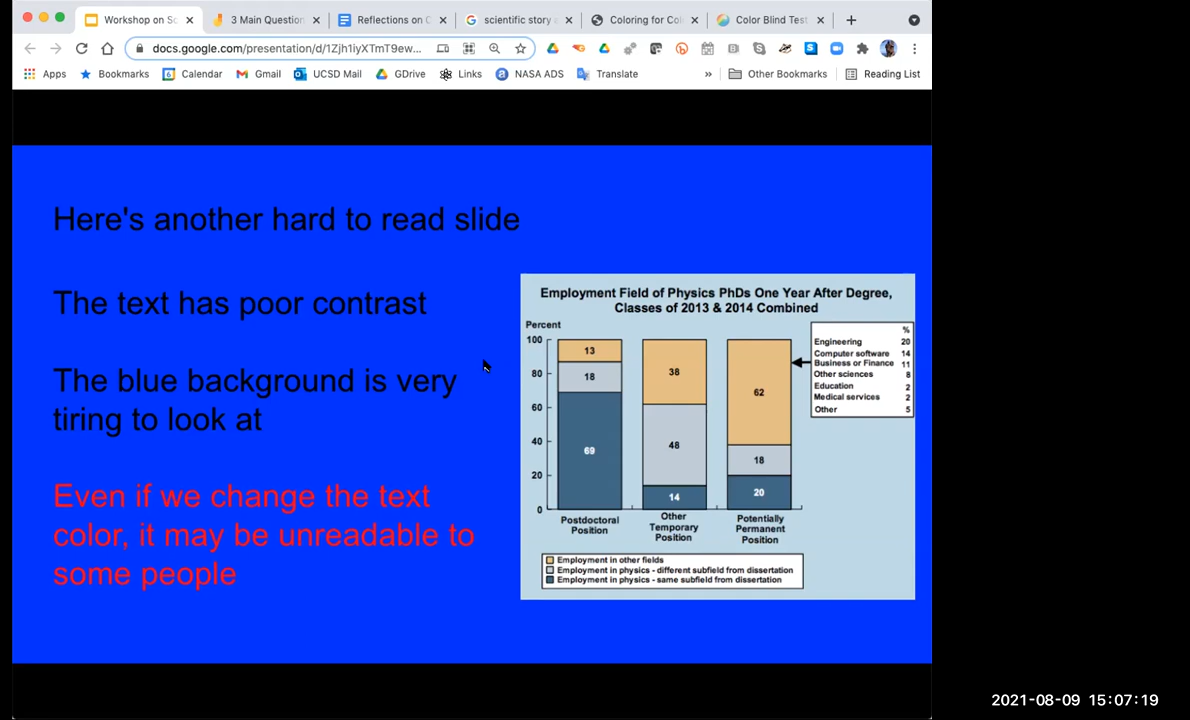 Workshop on Sc
3 Main Question
Reflections on C
scientific story a
Coloring for Col
Color Blind Test
docs.google.com/presentation/d/1Zjh1iyXTmT9ew...
Apps
Bookmarks
Calendar
Gmail
UCSD Mail
GDrive
Links
NASA ADS
Translate
»
Other Bookmarks
Reading List
Here's another hard to read slide
The text has poor contrast
The blue background is very
tiring to look at
Even if we change the text
color, it may be unreadable to
some people
Employment Field of Physics PhDs One Year After Degree,
Classes of 2013 & 2014 Combined
Percent
100
80
60
40
20
0
13
18
69
38
48
14
62
18
20
Postdoctoral
Position
Other
Temporary
Position
Potentially
Permanent
Position
%
Engineering 20
Computer software 14
Business or Finance 11
Other sciences 8
Education 2
Medical services 2
Other 5
Employment in other fields
Employment in physics - different subfield from dissertation
Employment in physics - same subfield from dissertation
2021-08-09 15:07:19